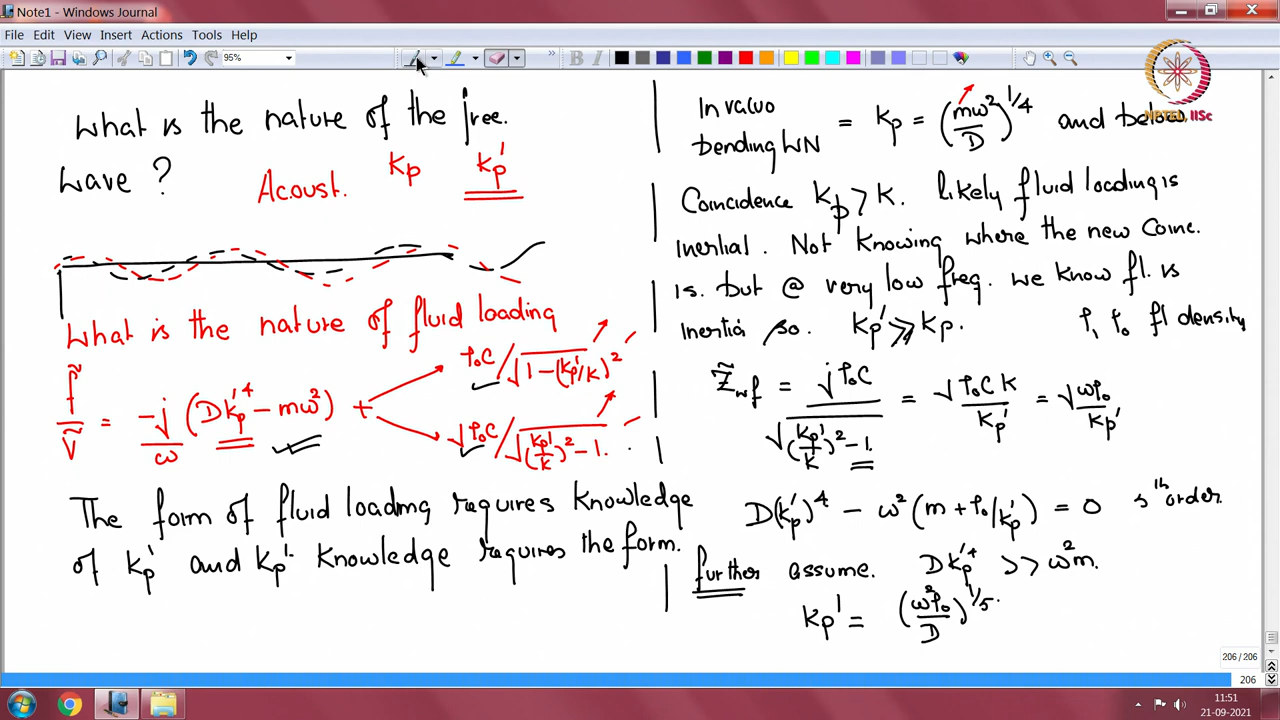 Note1 - Windows Journal
File Edit View Insert Actions Tools Help
95%
What is the nature of the free.
wave ?
Acoust. kp kp'
What is the nature of fluid loading
f̃/ṽ = -j/ω (Dkp'⁴ - mω²) +
ρ₀C/√(1-(kp'/k)²)
√ρ₀C/√((kp'/k)²-1.
The form of fluid loading requires knowledge
of kp' and kp' knowledge requires the form.
In vacuo
bending WN = kp = (mω²/D)^1/4 and below
Coincidence kp > k. likely fluid loading is
inertial. Not knowing where the new Coinc.
is. but @ very low freq. we know fl. is
inertia so. kp' ≫ kp. ρ, ρ₀ fl density
Z̃wf = jρ₀C/√((kp'/k)²-1. = √ρ₀Ck/kp' = √ωρ₀/kp'
D(kp')⁴ - ω²(m + ρ₀/kp') = 0 5th order.
further assume. Dkp'⁴ >> ω²m.
kp' = (ω²ρ₀/D)^1/5.
NPTEL, IISc
206 / 206
206
11:51
21-09-2021